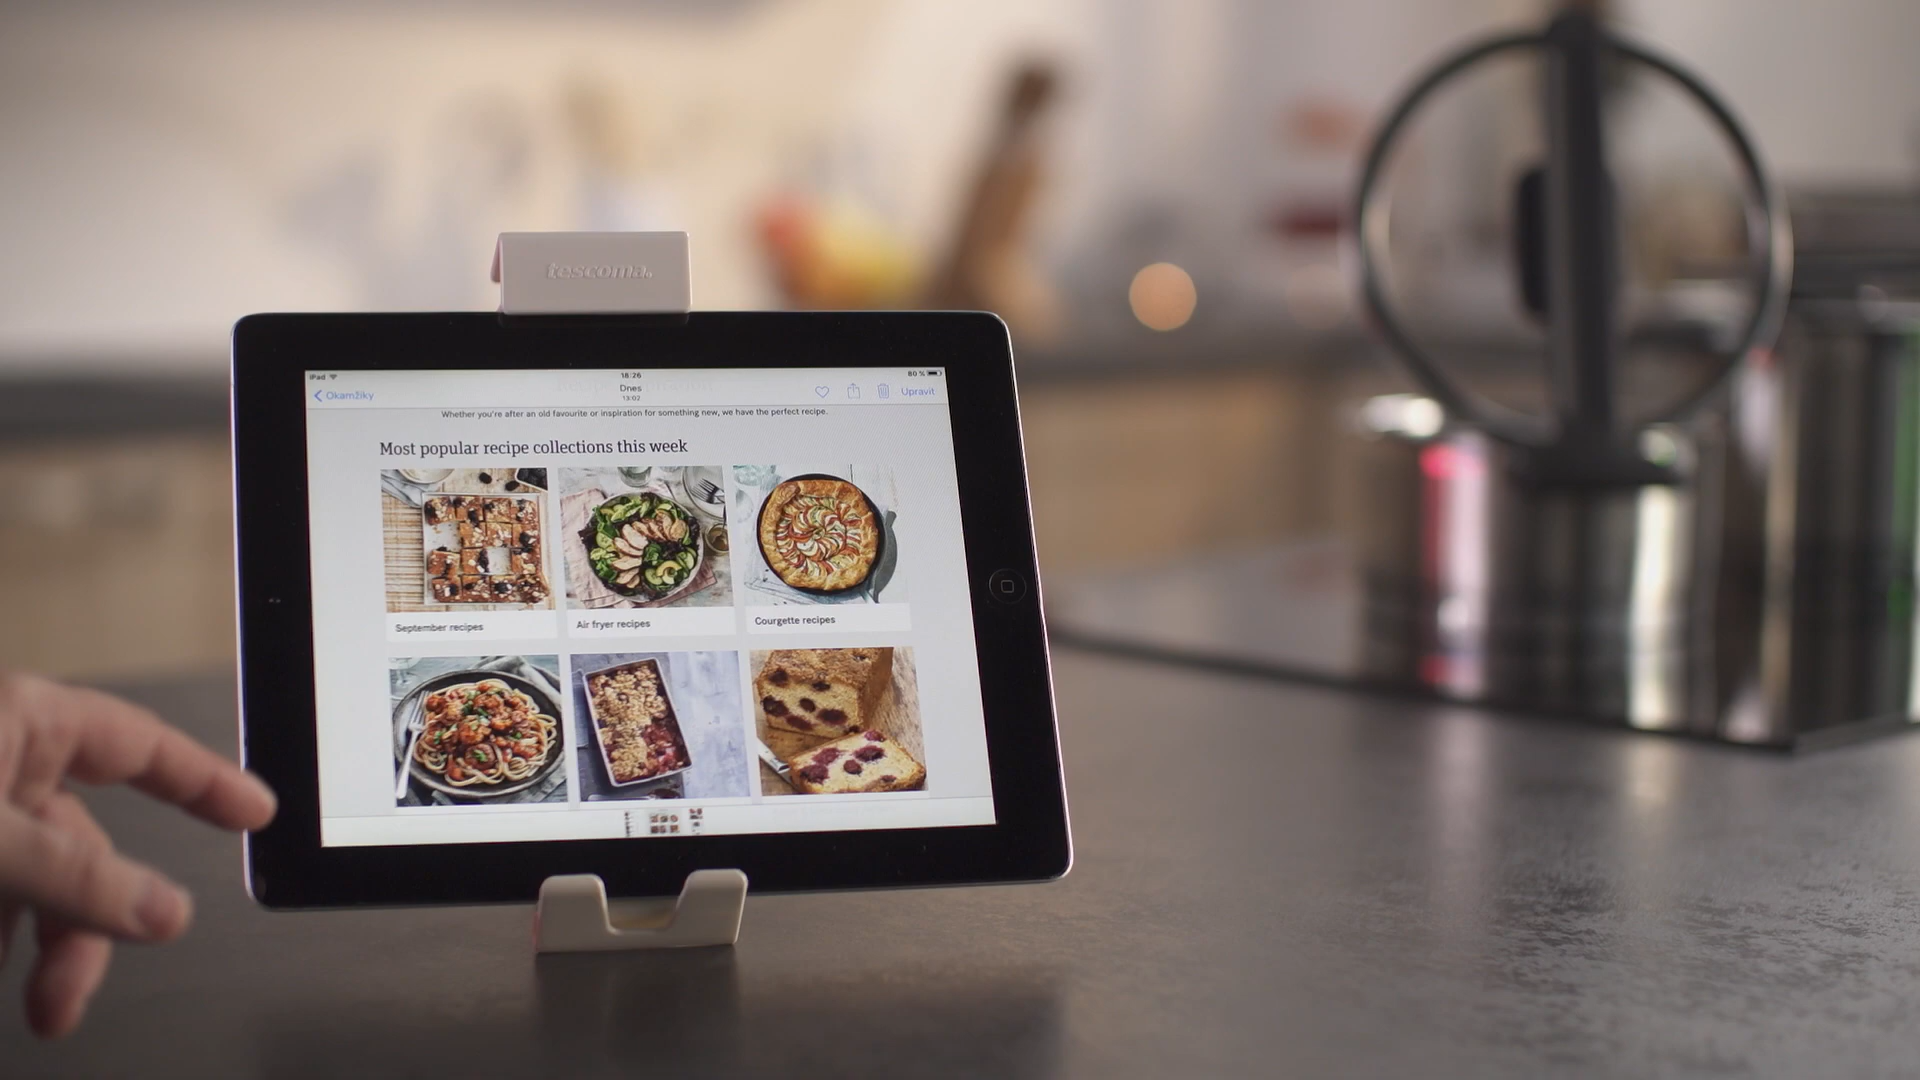 tescoma
iPad
18:26
80 %
Okamžiky
Dnes
13:02
Upravit
Whether you're after an old favourite or inspiration for something new, we have the perfect recipe.
Most popular recipe collections this week
September recipes
Air fryer recipes
Courgette recipes